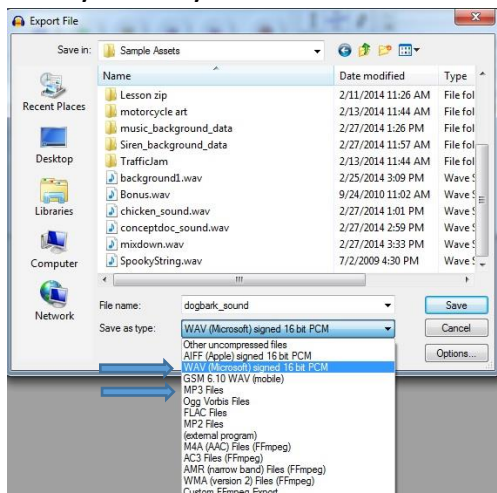 Export File
Save in: Sample Assets
Name Date modified Type
Lesson zip 2/11/2014 11:26 AM File fol
motorcycle art 2/13/2014 11:44 AM File fol
music_background_data 2/27/2014 1:26 PM File fol
Siren_background_data 2/27/2014 11:57 AM File fol
TrafficJam 2/13/2014 11:44 AM File fol
background1.wav 2/25/2014 3:09 PM Wave S
Bonus.wav 9/24/2010 11:02 AM Wave S
chicken_sound.wav 2/27/2014 1:01 PM Wave S
conceptdoc_sound.wav 2/27/2014 2:59 PM Wave S
mixdown.wav 2/27/2014 3:33 PM Wave S
SpookyString.wav 7/2/2009 4:30 PM Wave S
Recent Places
Desktop
Libraries
Computer
Network
File name: dogbark_sound Save
Save as type: WAV (Microsoft) signed 16 bit PCM Cancel
Options...
Other uncompressed files
AIFF (Apple) signed 16 bit PCM
WAV (Microsoft) signed 16 bit PCM
GSM 6.10 WAV (mobile)
MP3 Files
Ogg Vorbis Files
FLAC Files
MP2 Files
(external program)
M4A (AAC) Files (FFmpeg)
AC3 Files (FFmpeg)
AMR (narrow band) Files (FFmpeg)
WMA (version 2) Files (FFmpeg)
Custom FFmpeg Export